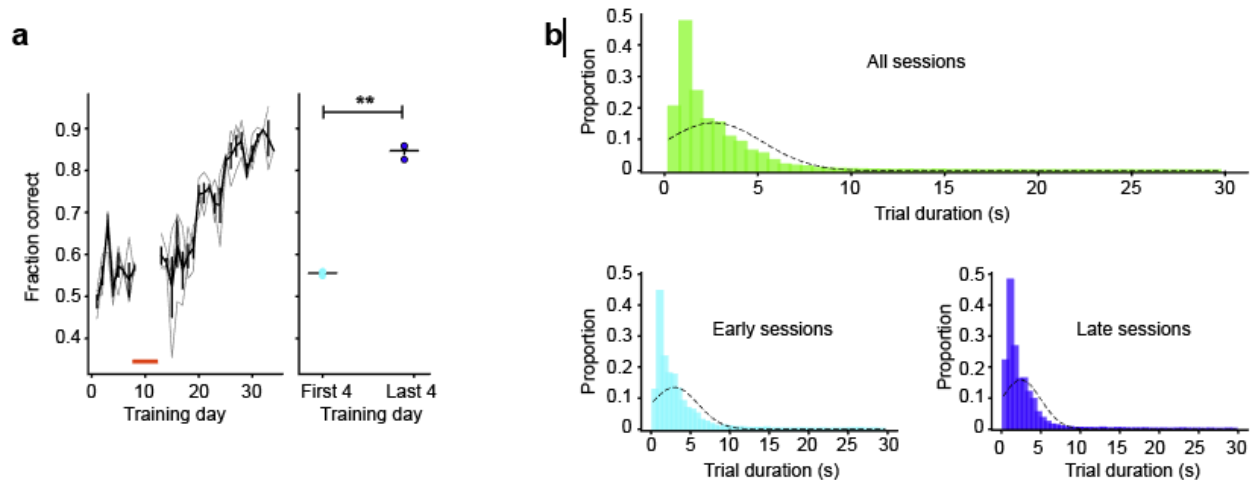 a
Fraction correct
0.9
0.8
0.7
0.6
0.5
0.4
0 10 20 30
Training day
**
First 4 Last 4
Training day
b
Proportion
0.5
0.4
0.3
0.2
0.1
0
All sessions
0 5 10 15 20 25 30
Trial duration (s)
Proportion
0.5
0.4
0.3
0.2
0.1
0
Early sessions
0 5 10 15 20 25 30
Trial duration (s)
Proportion
0.5
0.4
0.3
0.2
0.1
0
Late sessions
0 5 10 15 20 25 30
Trial duration (s)